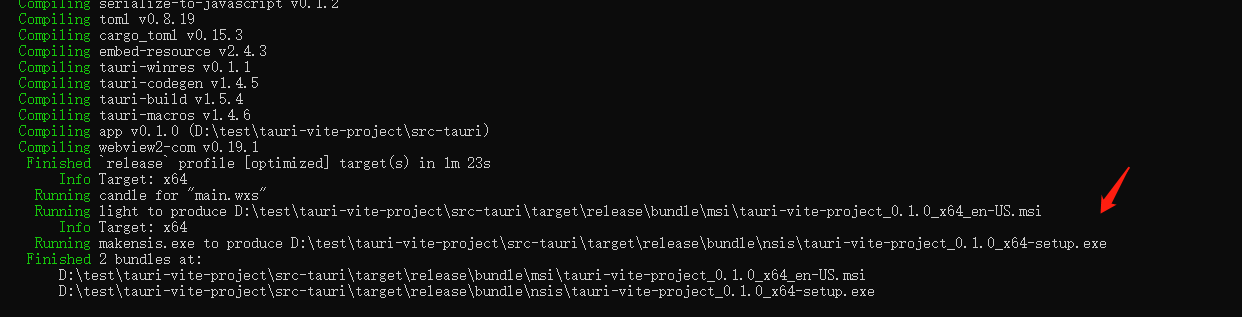 Compiling serialize-to-javascript v0.1.2
Compiling toml v0.8.19
Compiling cargo_toml v0.15.3
Compiling embed-resource v2.4.3
Compiling tauri-winres v0.1.1
Compiling tauri-codegen v1.4.5
Compiling tauri-build v1.5.4
Compiling tauri-macros v1.4.6
Compiling app v0.1.0 (D:\test\tauri-vite-project\src-tauri)
Compiling webview2-com v0.19.1
Finished `release` profile [optimized] target(s) in 1m 23s
Info Target: x64
Running candle for "main.wxs"
Running light to produce D:\test\tauri-vite-project\src-tauri\target\release\bundle\msi\tauri-vite-project_0.1.0_x64_en-US.msi
Info Target: x64
Running makensis.exe to produce D:\test\tauri-vite-project\src-tauri\target\release\bundle\nsis\tauri-vite-project_0.1.0_x64-setup.exe
Finished 2 bundles at:
D:\test\tauri-vite-project\src-tauri\target\release\bundle\msi\tauri-vite-project_0.1.0_x64_en-US.msi
D:\test\tauri-vite-project\src-tauri\target\release\bundle\nsis\tauri-vite-project_0.1.0_x64-setup.exe